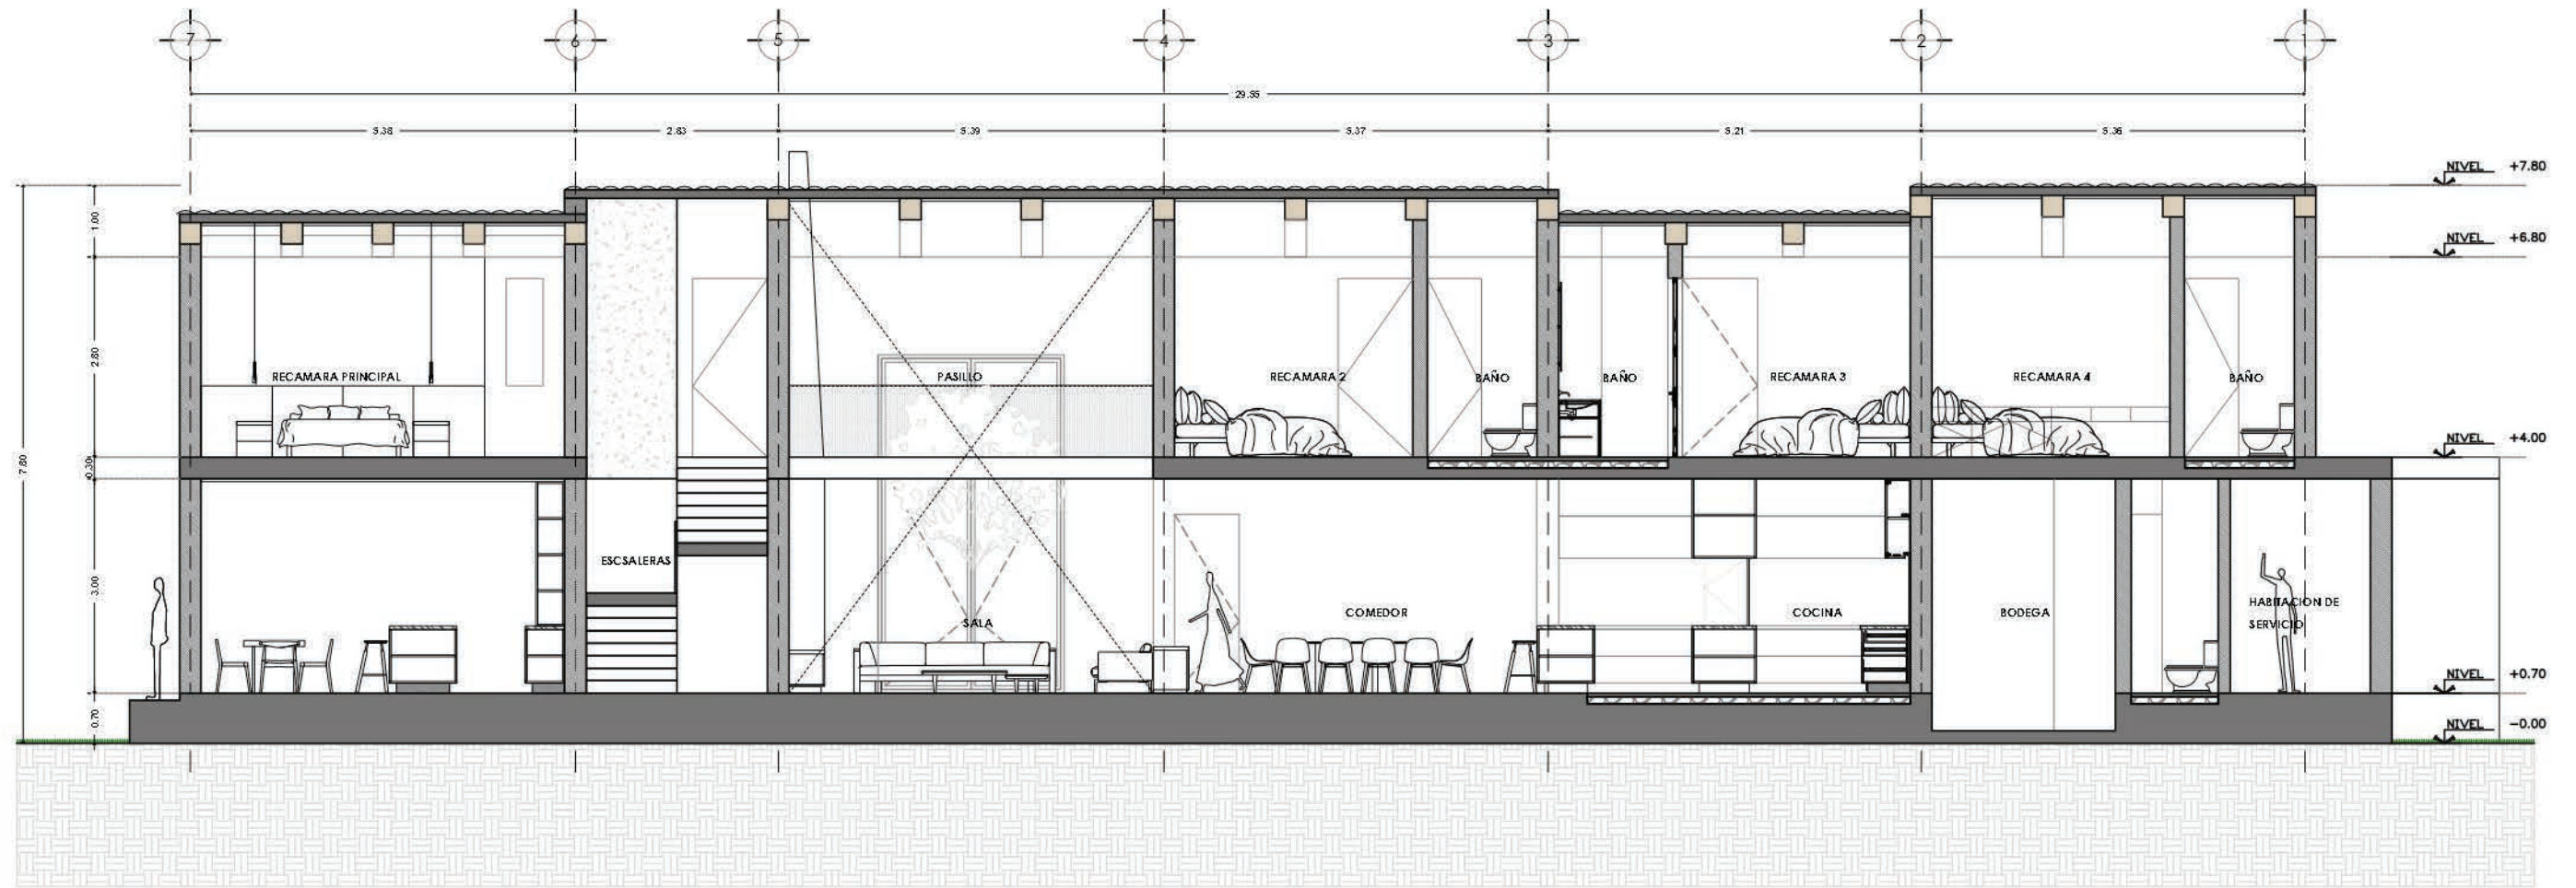 7 6 5 4 3 2 1
29.55
5.38 2.83 5.39 5.37 5.21 5.36
NIVEL +7.80
1.00
NIVEL +6.80
2.80
RECAMARA PRINCIPAL PASILLO RECAMARA 2 BAÑO BAÑO RECAMARA 3 RECAMARA 4 BAÑO
NIVEL +4.00
7.80
0.30
ESCSALERAS
3.00
HABITACION DE
SERVICIO
COMEDOR COCINA BODEGA
SALA
NIVEL +0.70
0.70
NIVEL -0.00